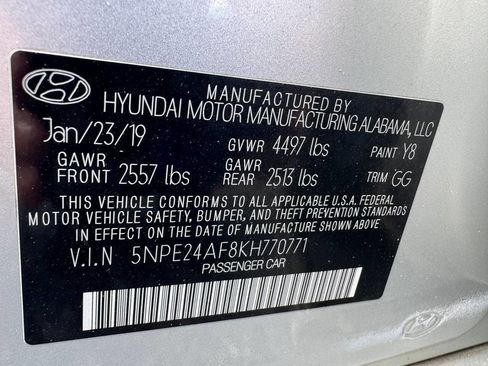 MANUFACTURED BY
HYUNDAI MOTOR MANUFACTURING ALABAMA, LLC
Jan/23/19 GVWR 4497 lbs PAINT Y8
GAWR FRONT 2557 lbs GAWR REAR 2513 lbs TRIM GG
THIS VEHICLE CONFORMS TO ALL APPLICABLE U.S.A. FEDERAL
MOTOR VEHICLE SAFETY, BUMPER, AND THEFT PREVENTION STANDARDS
IN EFFECT ON THE DATE OF MANUFACTURE SHOWN ABOVE.
V.I.N 5NPE24AF8KH770771
PASSENGER CAR